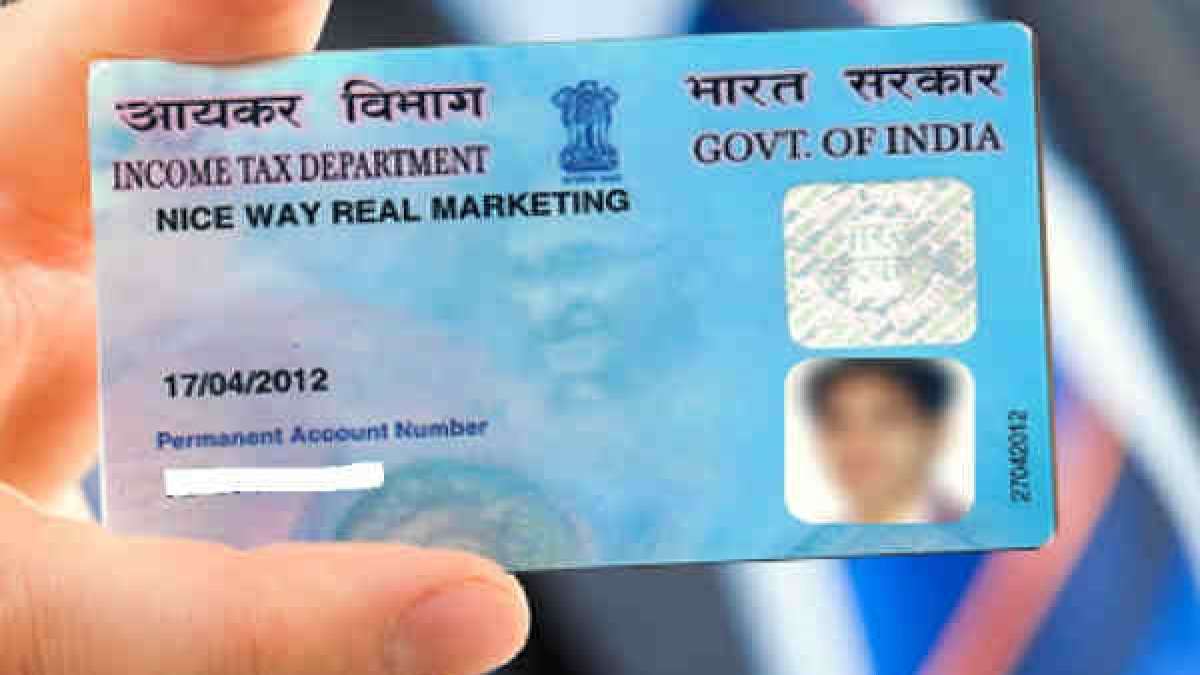 आयकर विभाग
INCOME TAX DEPARTMENT
भारत सरकार
GOVT. OF INDIA
NICE WAY REAL MARKETING
17/04/2012
Permanent Account Number
27042012